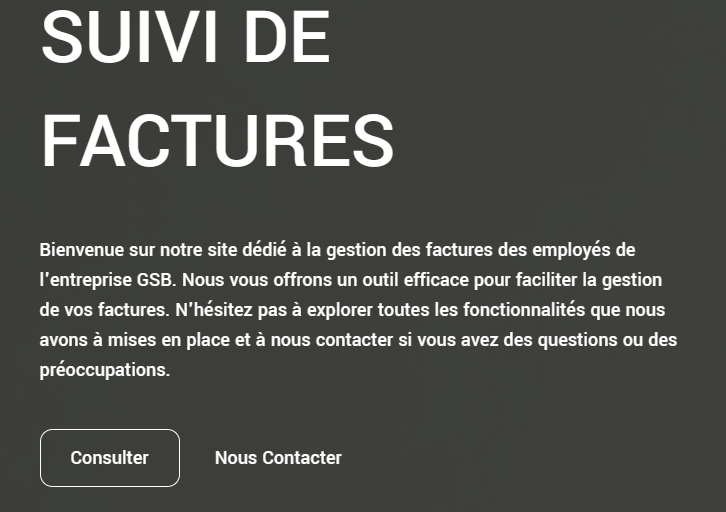 SUIVI DE
FACTURES
Bienvenue sur notre site dédié à la gestion des factures des employés de
l'entreprise GSB. Nous vous offrons un outil efficace pour faciliter la gestion
de vos factures. N'hésitez pas à explorer toutes les fonctionnalités que nous
avons à mises en place et à nous contacter si vous avez des questions ou des
préoccupations.
Consulter
Nous Contacter